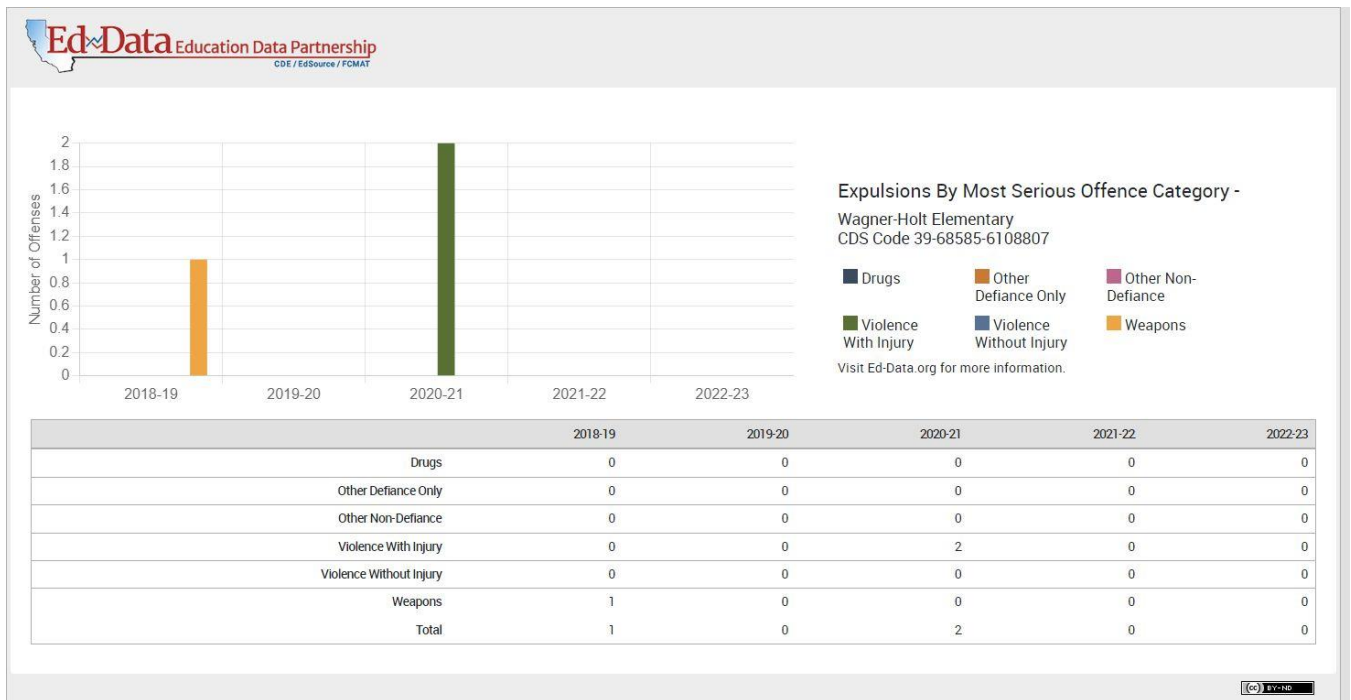 Ed Data Education Data Partnership
CDE / EdSource / FCMAT
2
1.8
1.6
1.4
1.2
1
0.8
0.6
0.4
0.2
0
Number of Offenses
2018-19 2019-20 2020-21 2021-22 2022-23
Expulsions By Most Serious Offence Category -
Wagner-Holt Elementary
CDS Code 39-68585-6108807
Drugs Other Other Non-
Defiance Only Defiance
Violence Violence Weapons
With Injury Without Injury
Visit Ed-Data.org for more information.
2018-19 2019-20 2020-21 2021-22 2022-23
Drugs 0 0 0 0 0
Other Defiance Only 0 0 0 0 0
Other Non-Defiance 0 0 0 0 0
Violence With Injury 0 0 2 0 0
Violence Without Injury 0 0 0 0 0
Weapons 1 0 0 0 0
Total 1 0 2 0 0
(cc) BY-ND